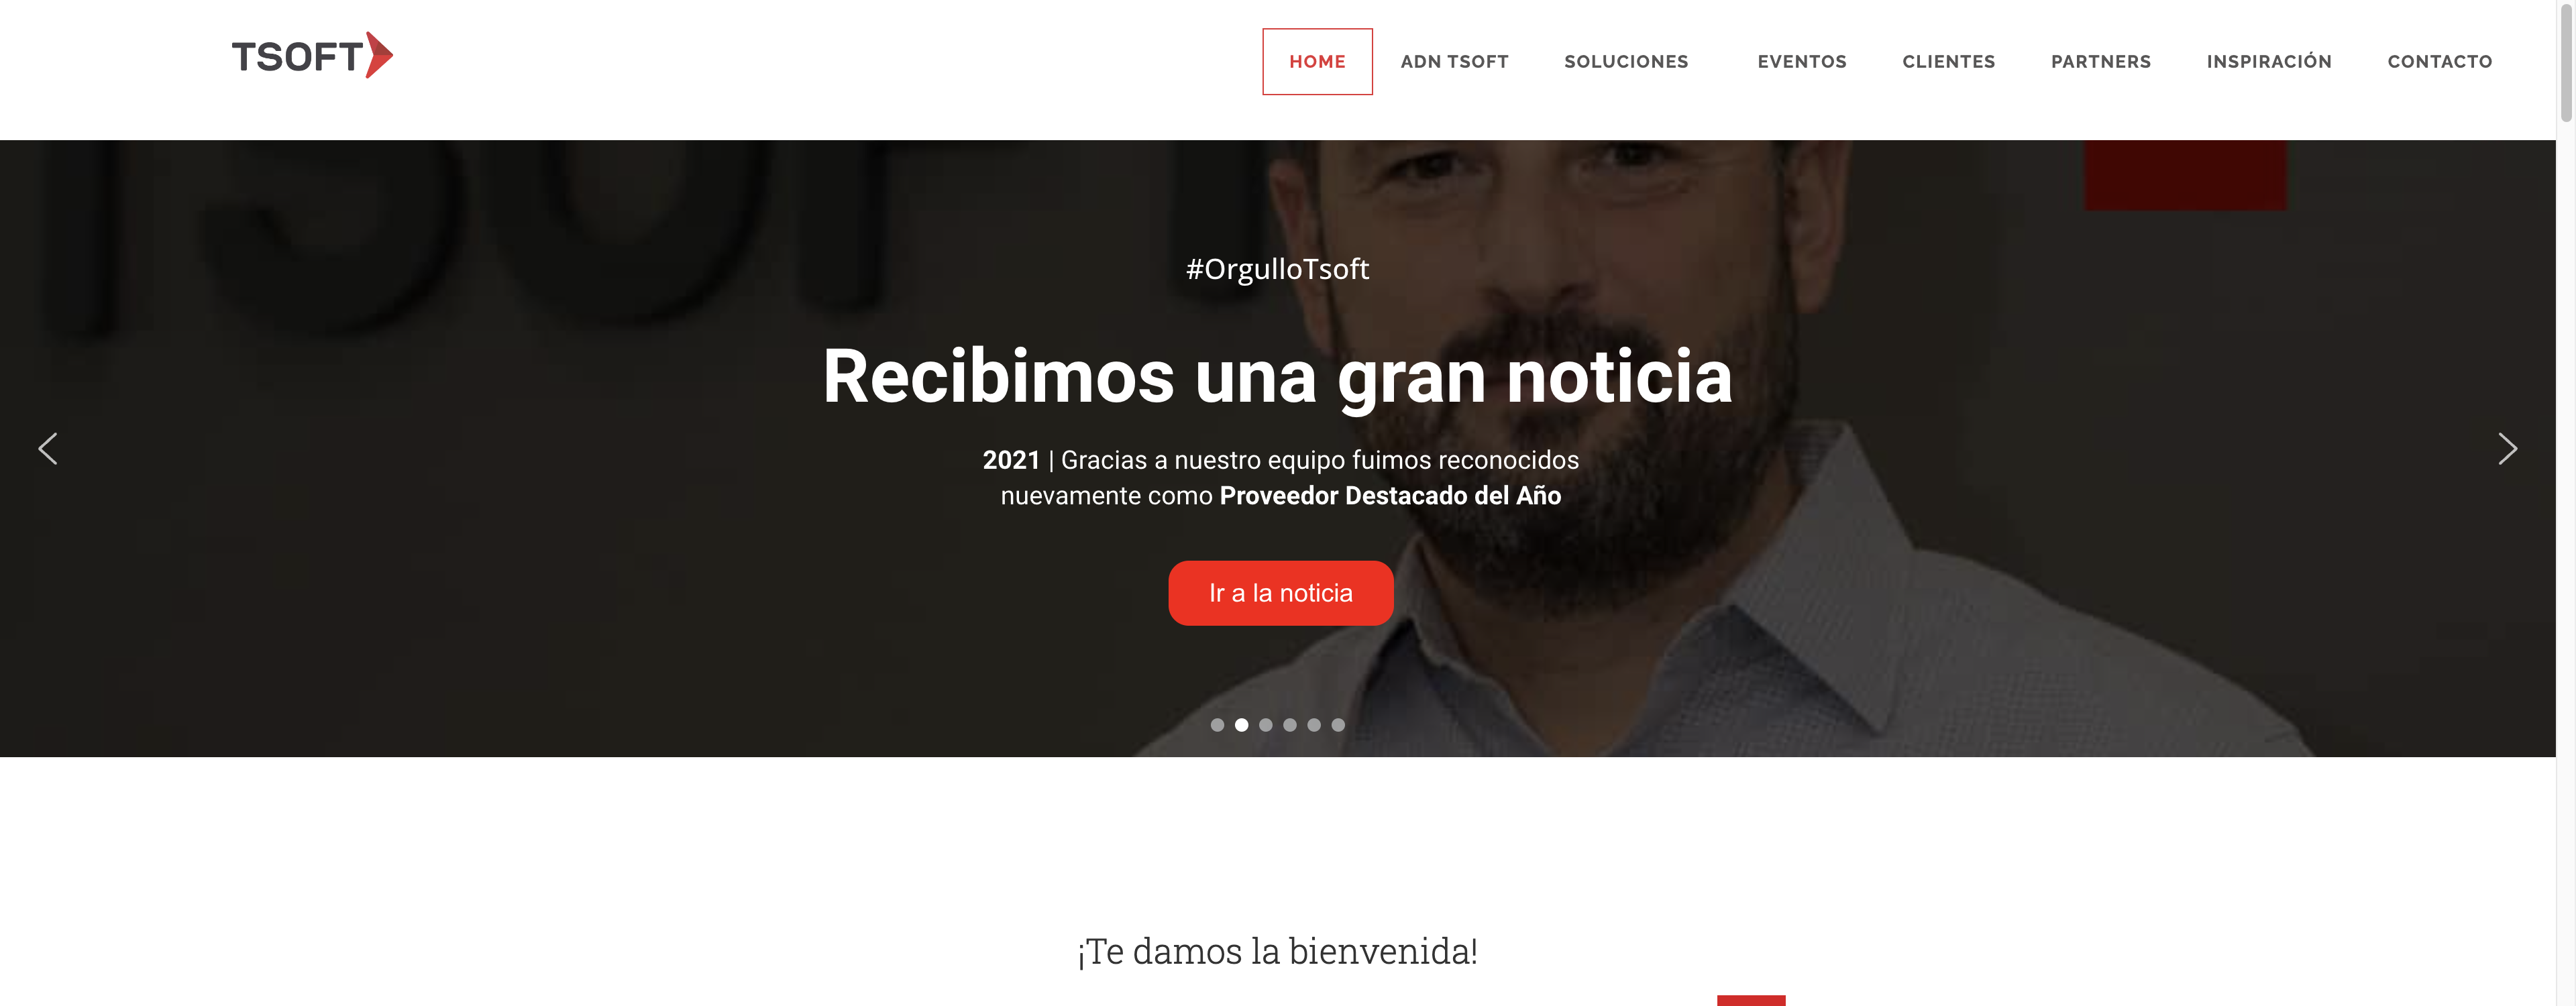 TSOFT
HOME ADN TSOFT SOLUCIONES EVENTOS CLIENTES PARTNERS INSPIRACIÓN CONTACTO
TSOFT
#OrgulloTsoft
Recibimos una gran noticia
2021 | Gracias a nuestro equipo fuimos reconocidos
nuevamente como Proveedor Destacado del Año
Ir a la noticia
¡Te damos la bienvenida!